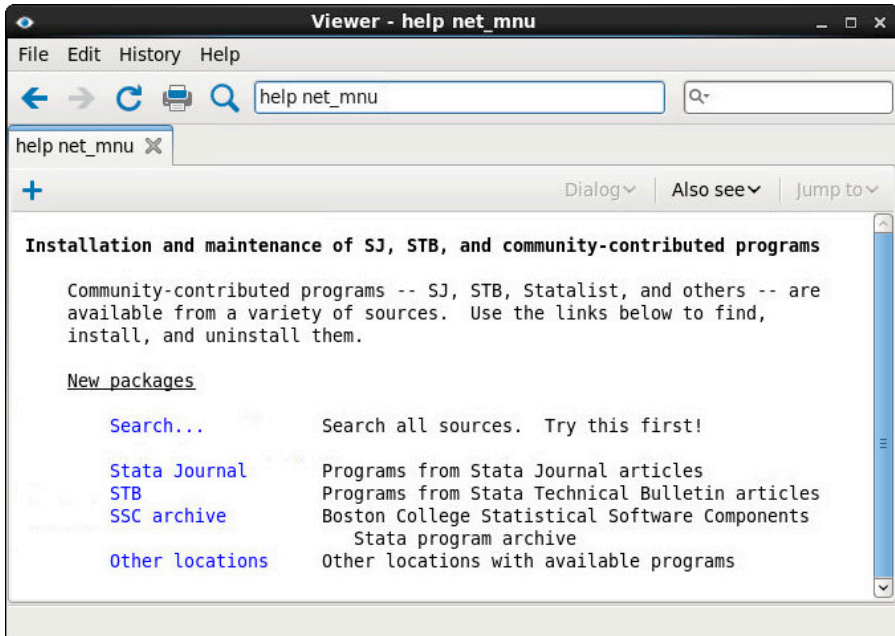 Viewer - help net_mnu
File Edit History Help
help net_mnu
help net_mnu
Dialog Also see Jump to
Installation and maintenance of SJ, STB, and community-contributed programs
Community-contributed programs -- SJ, STB, Statalist, and others -- are
available from a variety of sources. Use the links below to find,
install, and uninstall them.
New packages
Search... Search all sources. Try this first!
Stata Journal Programs from Stata Journal articles
STB Programs from Stata Technical Bulletin articles
SSC archive Boston College Statistical Software Components
Stata program archive
Other locations Other locations with available programs